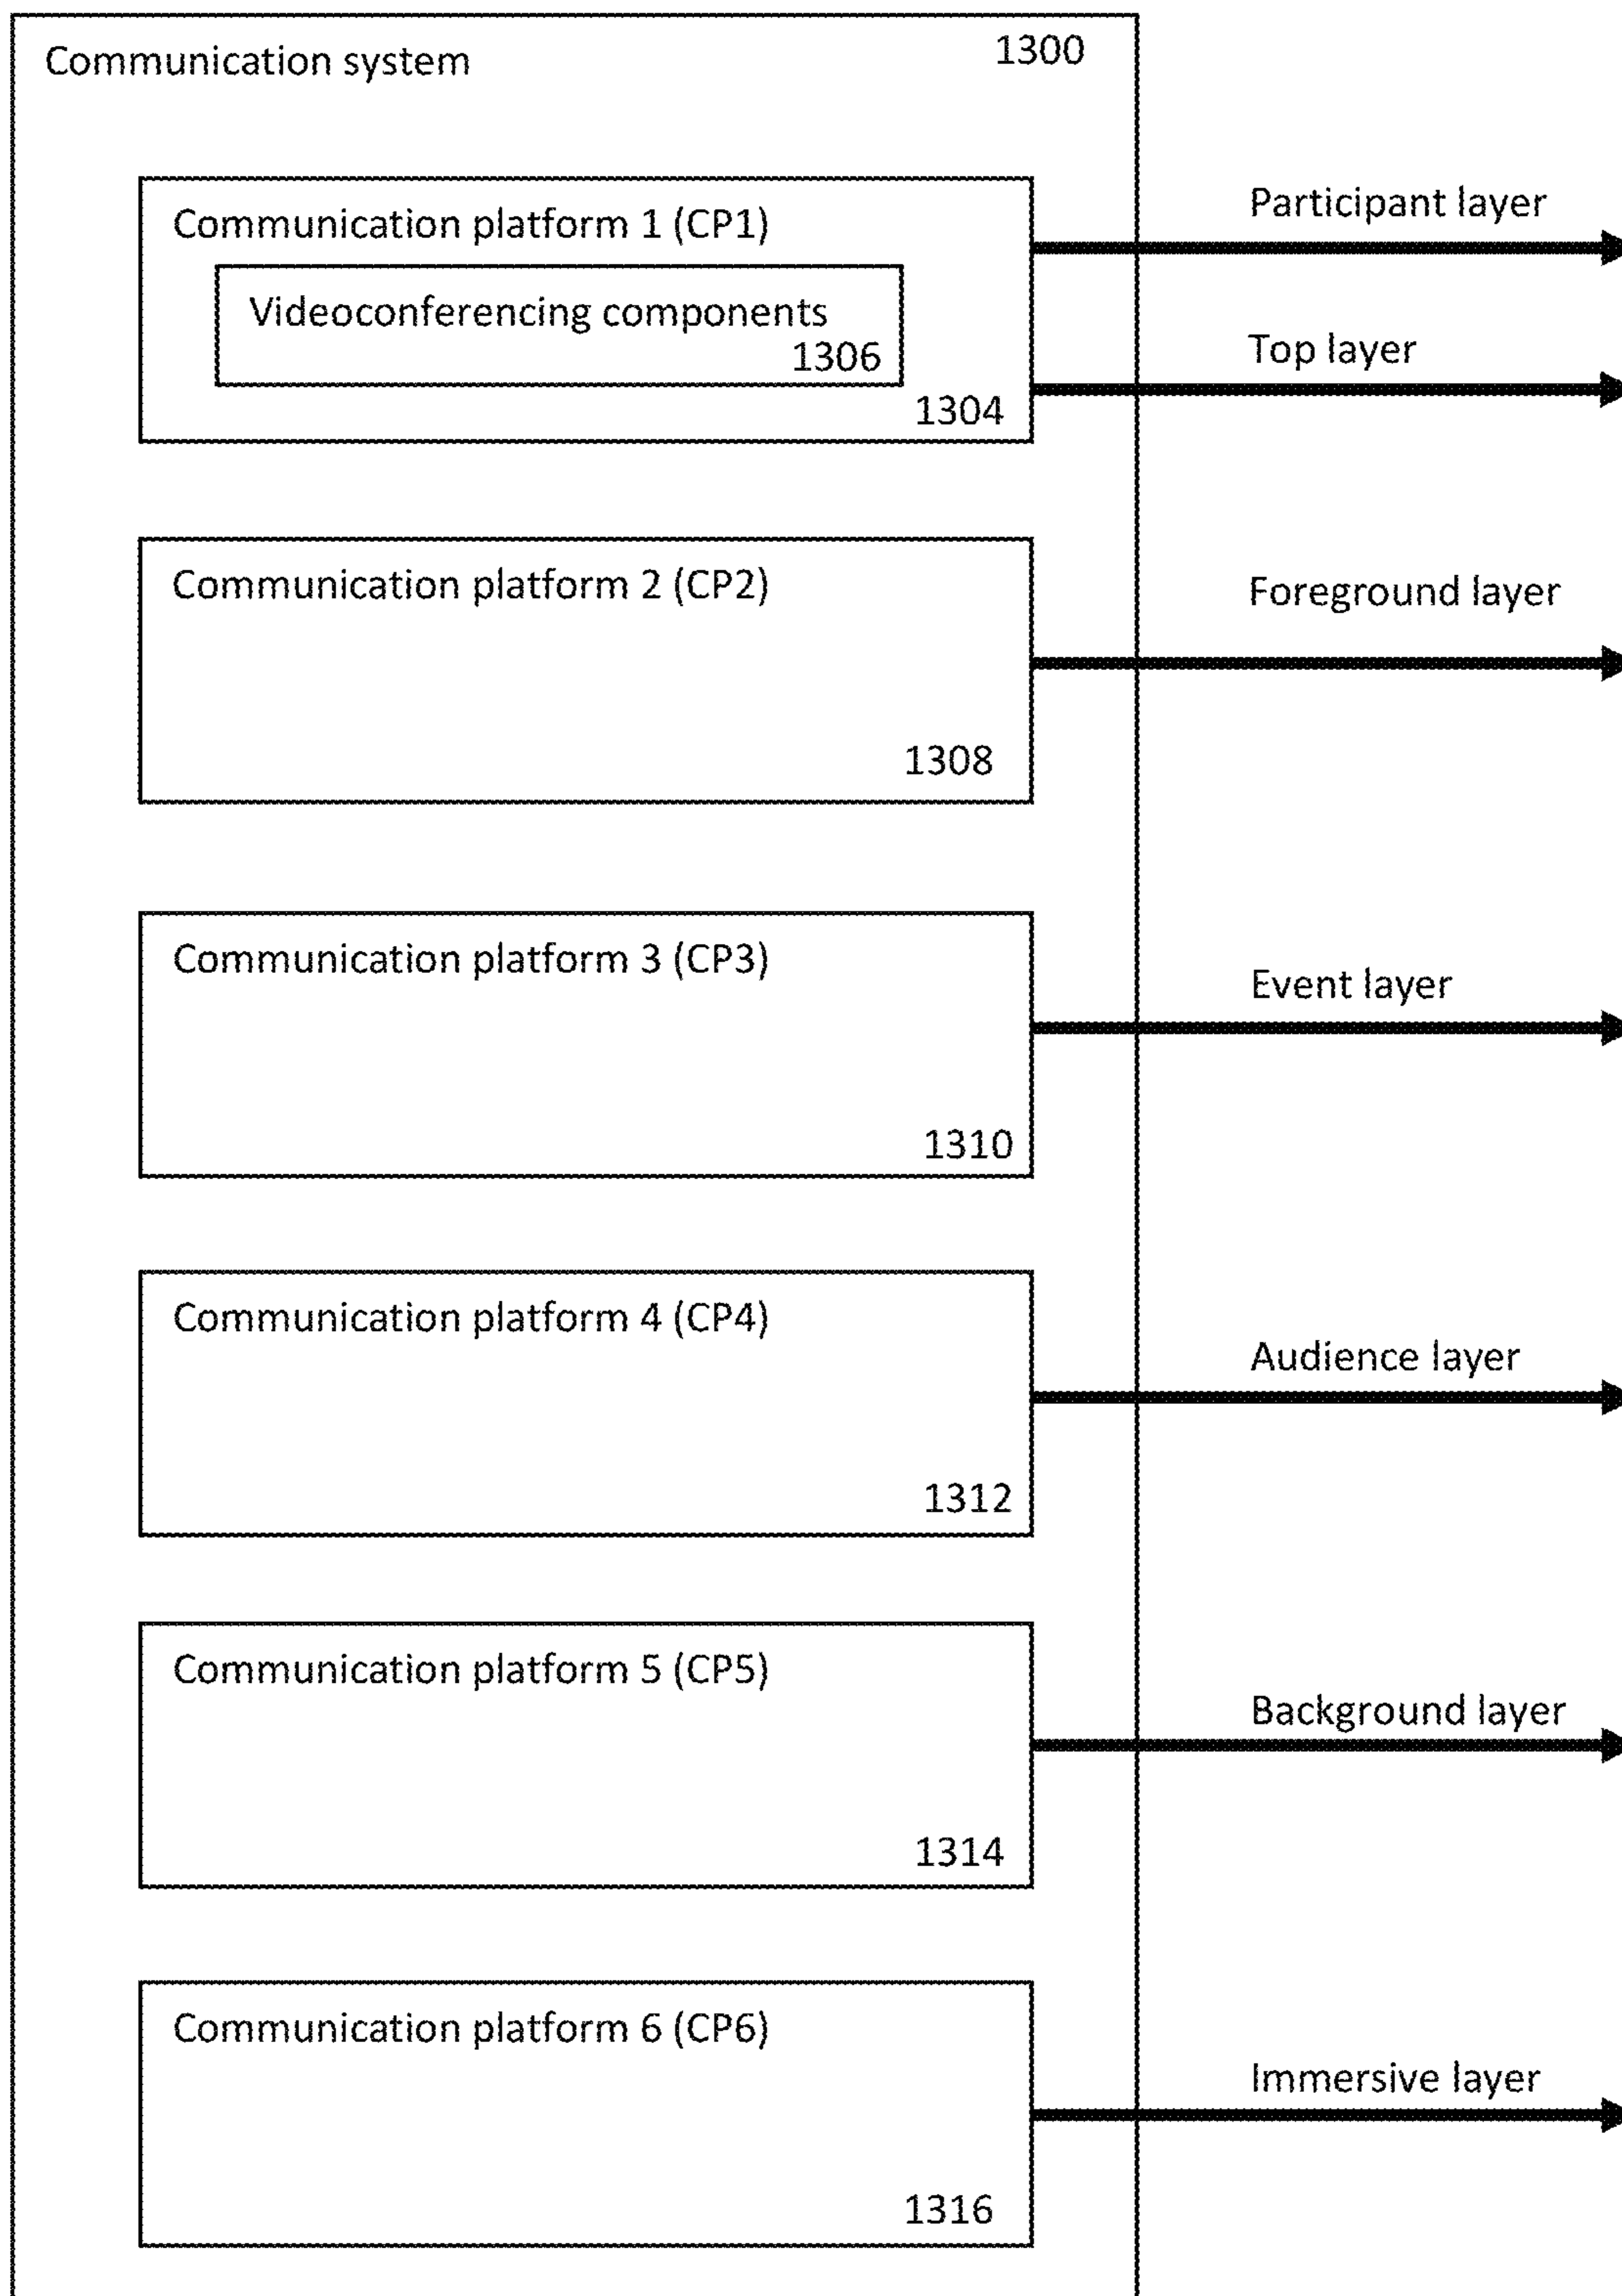 Communication system 1300
Communication platform 1 (CP1)
Participant layer
Videoconferencing components
1306
Top layer
1304
Communication platform 2 (CP2)
Foreground layer
1308
Communication platform 3 (CP3)
Event layer
1310
Communication platform 4 (CP4)
Audience layer
1312
Communication platform 5 (CP5)
Background layer
1314
Communication platform 6 (CP6)
Immersive layer
1316